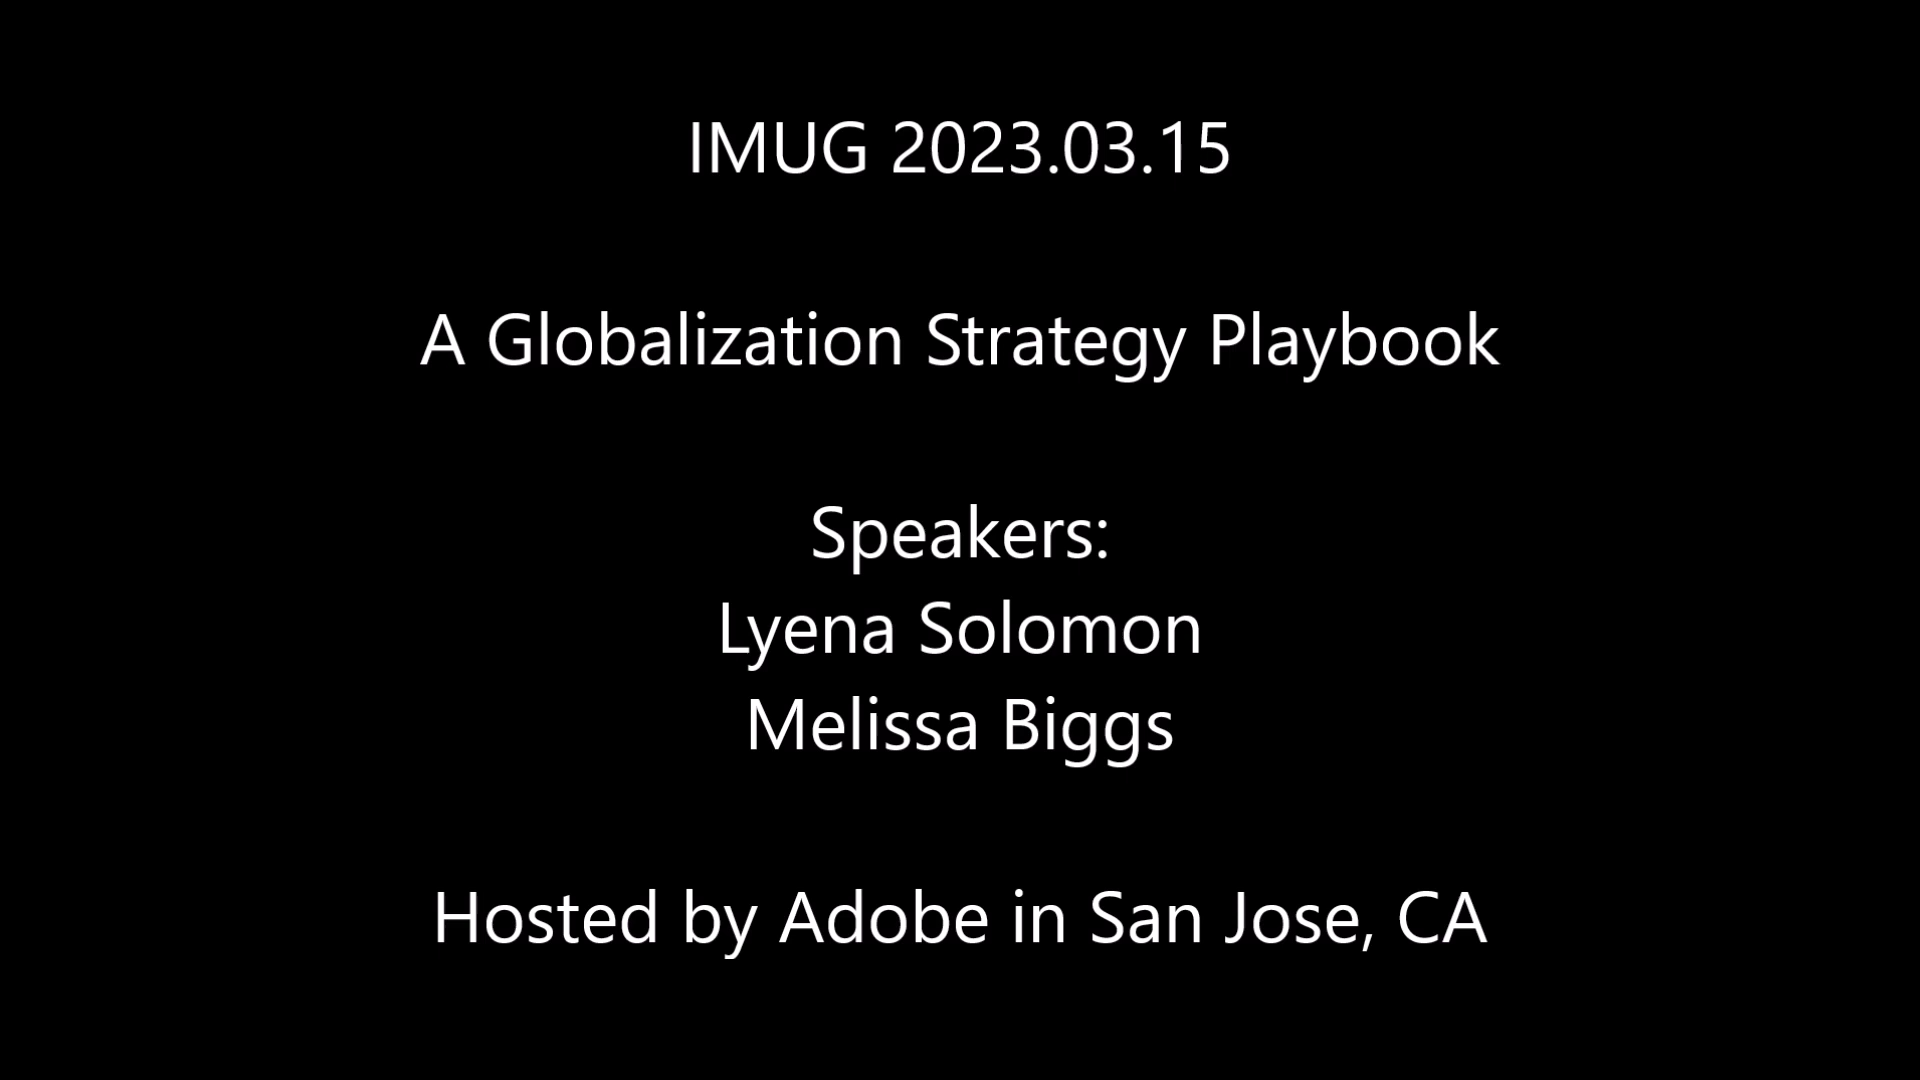 IMUG 2023.03.15
A Globalization Strategy Playbook
Speakers:
Lyena Solomon
Melissa Biggs
Hosted by Adobe in San Jose, CA